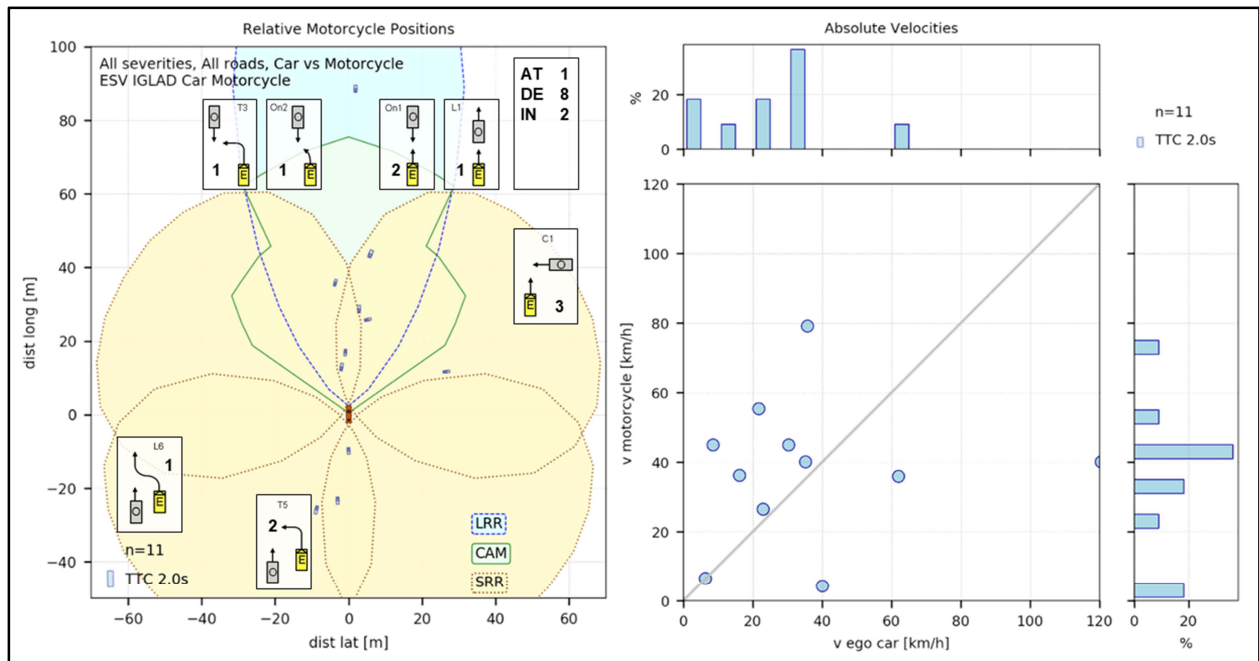 Relative Motorcycle Positions
All severities, All roads, Car vs Motorcycle
ESV IGLAD Car Motorcycle
AT 1
DE 8
IN 2
T3
O
E
1
On2
O
E
1
On1
O
E
2
L1
O
E
1
C1
O
E
3
L6
O
E
1
T5
O
E
2
n=11
TTC 2.0s
LRR
CAM
SRR
100
80
60
40
20
0
−20
−40
dist long [m]
−60
−40
−20
0
20
40
60
dist lat [m]
Absolute Velocities
%
20
0
n=11
TTC 2.0s
120
100
80
60
40
20
0
v motorcycle [km/h]
0
20
40
60
80
100
120
v ego car [km/h]
0
20
%